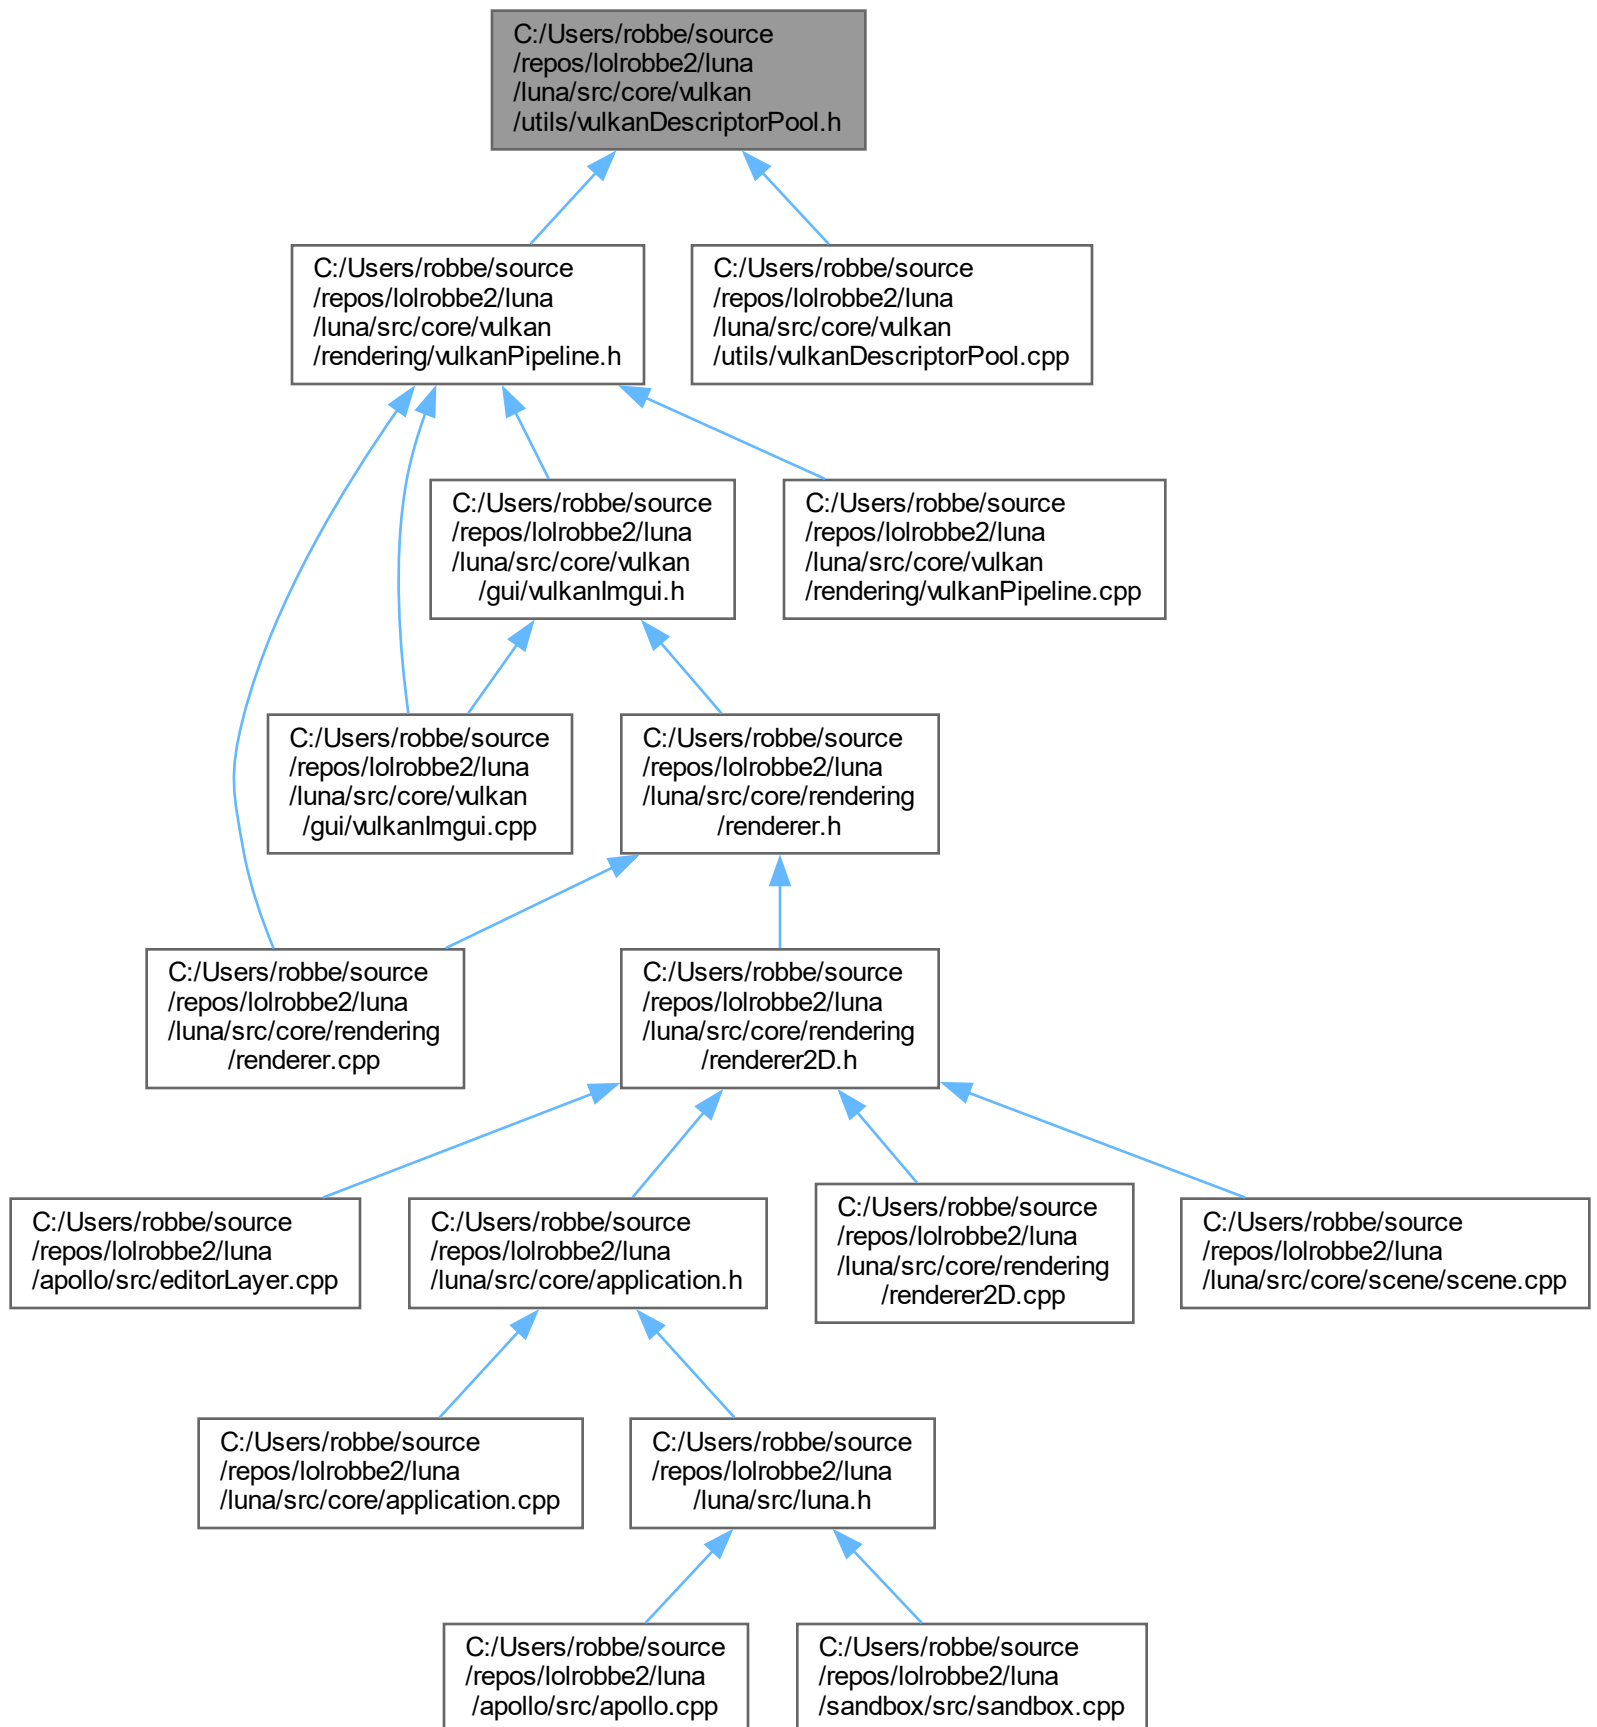 C:/Users/robbe/source
/repos/lolrobbe2/luna
/luna/src/core/vulkan
/utils/vulkanDescriptorPool.h
C:/Users/robbe/source
/repos/lolrobbe2/luna
/luna/src/core/vulkan
/rendering/vulkanPipeline.h
C:/Users/robbe/source
/repos/lolrobbe2/luna
/luna/src/core/vulkan
/utils/vulkanDescriptorPool.cpp
C:/Users/robbe/source
/repos/lolrobbe2/luna
/luna/src/core/vulkan
/gui/vulkanImgui.h
C:/Users/robbe/source
/repos/lolrobbe2/luna
/luna/src/core/vulkan
/rendering/vulkanPipeline.cpp
C:/Users/robbe/source
/repos/lolrobbe2/luna
/luna/src/core/vulkan
/gui/vulkanImgui.cpp
C:/Users/robbe/source
/repos/lolrobbe2/luna
/luna/src/core/rendering
/renderer.h
C:/Users/robbe/source
/repos/lolrobbe2/luna
/luna/src/core/rendering
/renderer.cpp
C:/Users/robbe/source
/repos/lolrobbe2/luna
/luna/src/core/rendering
/renderer2D.h
C:/Users/robbe/source
/repos/lolrobbe2/luna
/apollo/src/editorLayer.cpp
C:/Users/robbe/source
/repos/lolrobbe2/luna
/luna/src/core/application.h
C:/Users/robbe/source
/repos/lolrobbe2/luna
/luna/src/core/rendering
/renderer2D.cpp
C:/Users/robbe/source
/repos/lolrobbe2/luna
/luna/src/core/scene/scene.cpp
C:/Users/robbe/source
/repos/lolrobbe2/luna
/luna/src/core/application.cpp
C:/Users/robbe/source
/repos/lolrobbe2/luna
/luna/src/luna.h
C:/Users/robbe/source
/repos/lolrobbe2/luna
/apollo/src/apollo.cpp
C:/Users/robbe/source
/repos/lolrobbe2/luna
/sandbox/src/sandbox.cpp